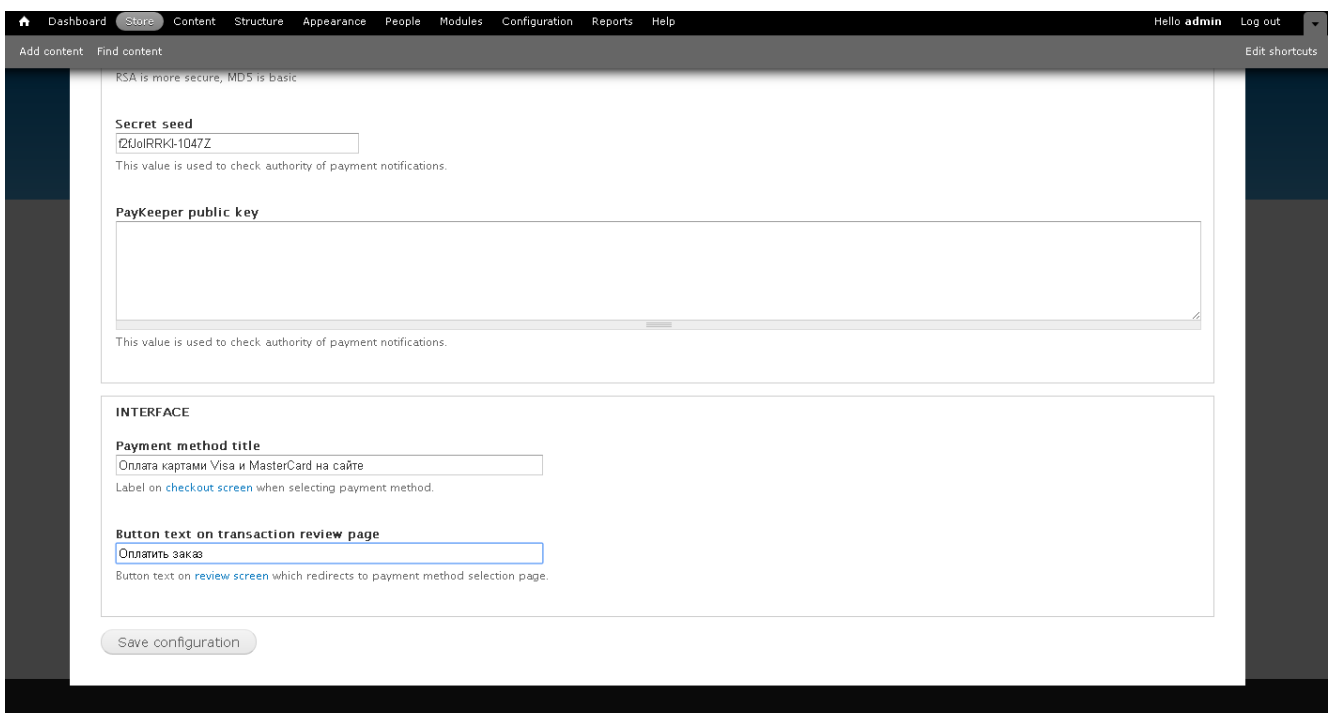 Dashboard Store Content Structure Appearance People Modules Configuration Reports Help Hello admin Log out
Add content Find content Edit shortcuts
RSA is more secure, MD5 is basic
Secret seed
This value is used to check authority of payment notifications.
PayKeeper public key
This value is used to check authority of payment notifications.
INTERFACE
Payment method title
Оплата картами Visa и MasterCard на сайте
Label on checkout screen when selecting payment method.
Button text on transaction review page
Оплатить заказ
Button text on review screen which redirects to payment method selection page.
Save configuration